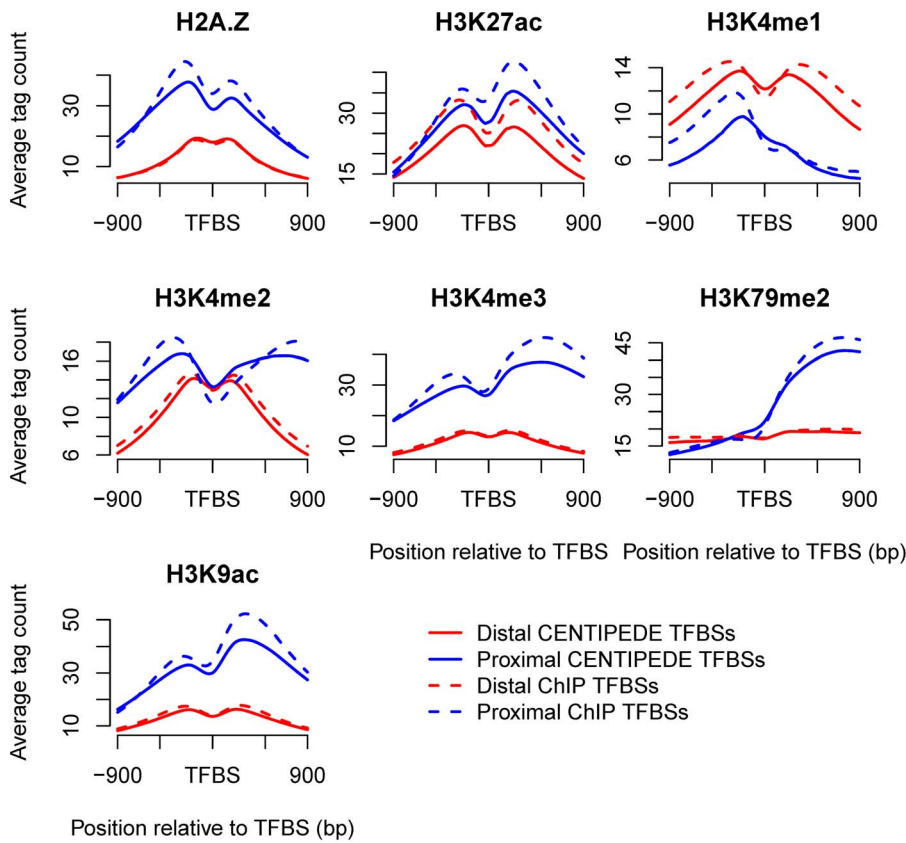 H2A.Z
H3K27ac
H3K4me1
Average tag count
10
30
15
30
6
10
14
−900 TFBS 900
−900 TFBS 900
−900 TFBS 900
H3K4me2
H3K4me3
H3K79me2
Average tag count
6
10
16
10
30
15
30
45
−900 TFBS 900
−900 TFBS 900
−900 TFBS 900
Position relative to TFBS
Position relative to TFBS (bp)
H3K9ac
Average tag count
10
30
50
−900 TFBS 900
Position relative to TFBS (bp)
Distal CENTIPEDE TFBSs
Proximal CENTIPEDE TFBSs
Distal ChIP TFBSs
Proximal ChIP TFBSs